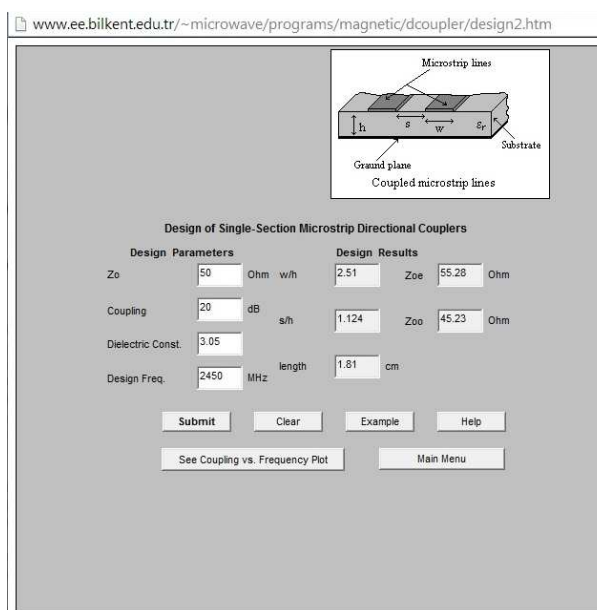 www.ee.bilkent.edu.tr/~microwave/programs/magnetic/dcoupler/design2.htm
Microstrip lines
h
s
w
εr
Substrate
Graund plane
Coupled microstrip lines
Design of Single-Section Microstrip Directional Couplers
Design Parameters Design Results
Zo 50 Ohm w/h 2.51 Zoe 55.28 Ohm
Coupling 20 dB s/h 1.124 Zoo 45.23 Ohm
Dielectric Const. 3.05
Design Freq. 2450 MHz length 1.81 cm
Submit Clear Example Help
See Coupling vs. Frequency Plot Main Menu